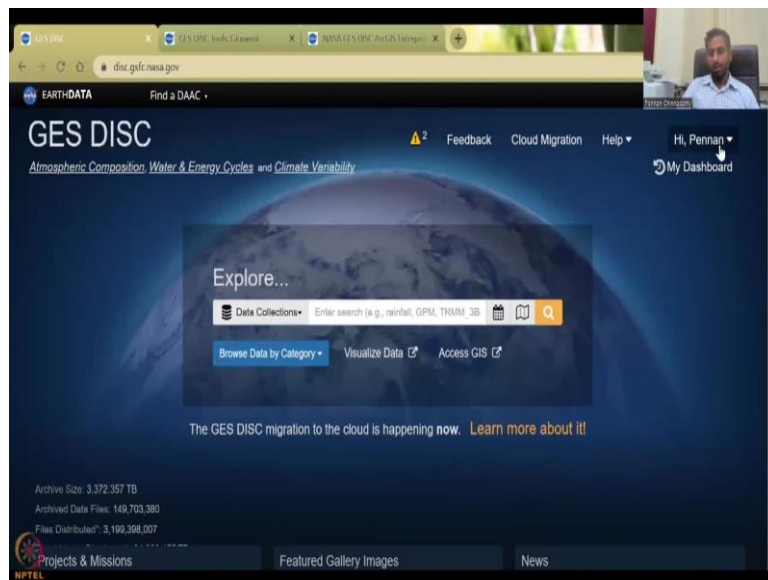 GES DISC
GES DISC Tools: Giovanni
NASA GES DISC ArcGIS Enterpris
disc.gsfc.nasa.gov
EARTHDATA Find a DAAC
GES DISC
2 Feedback Cloud Migration Help Hi, Pennan
Atmospheric Composition, Water & Energy Cycles and Climate Variability
My Dashboard
Explore...
Data Collections Enter search (e.g., rainfall, GPM, TRMM_3B
Browse Data by Category Visualize Data Access GIS
The GES DISC migration to the cloud is happening now. Learn more about it!
Archive Size: 3,372.357 TB
Archived Data Files: 149,703,380
Files Distributed*: 3,199,398,007
Projects & Missions Featured Gallery Images News
NPTEL